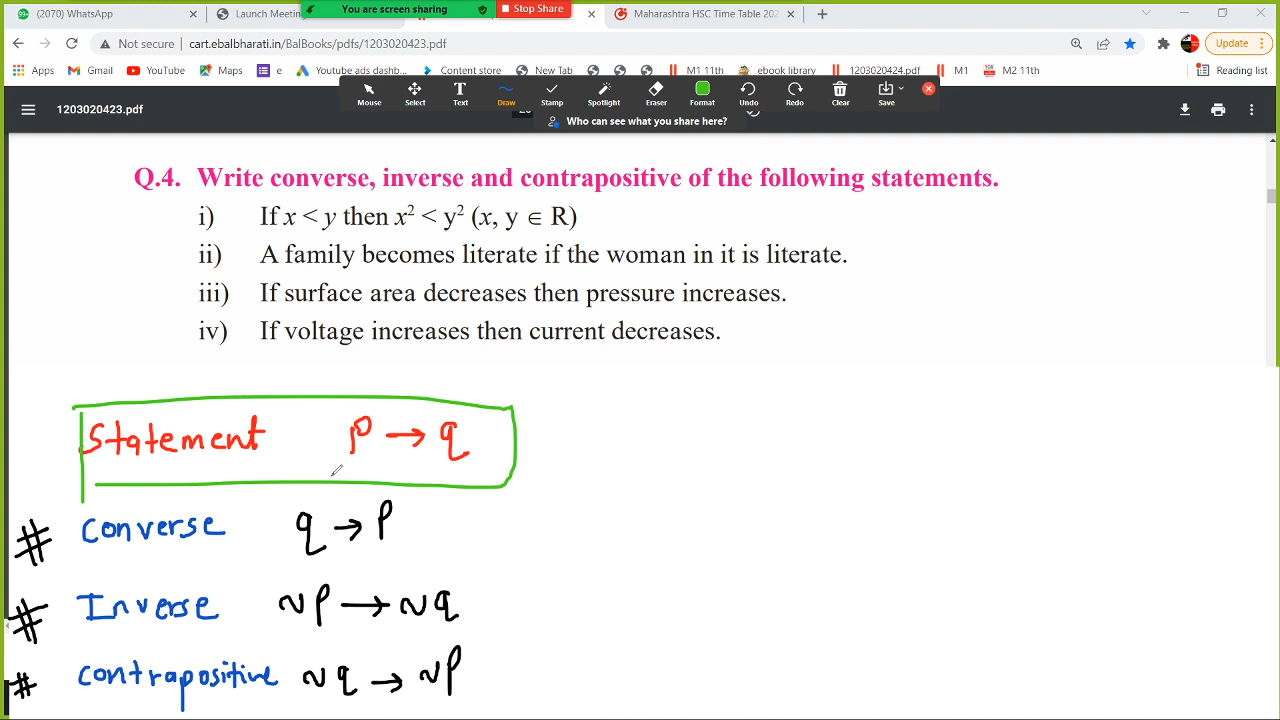 (2070) WhatsApp
Launch Meeti
You are screen sharing
Stop Share
Maharashtra HSC Time Table 202
Not secure | cart.ebalbharati.in/BalBooks/pdfs/1203020423.pdf
Update
Apps Gmail YouTube Maps e Youtube ads dashb... Content store New Tab M1 11th ebook library 1203020424.pdf M1 M2 11th Reading list
Mouse Select Text Draw Stamp Spotlight Eraser Format Undo Redo Clear Save
1203020423.pdf
Who can see what you share here?
Q.4. Write converse, inverse and contrapositive of the following statements.
i) If x < y then x² < y² (x, y ∈ R)
ii) A family becomes literate if the woman in it is literate.
iii) If surface area decreases then pressure increases.
iv) If voltage increases then current decreases.
Statement p → q
# Converse q → p
# Inverse ~p → ~q
# Contrapositive ~q → ~p